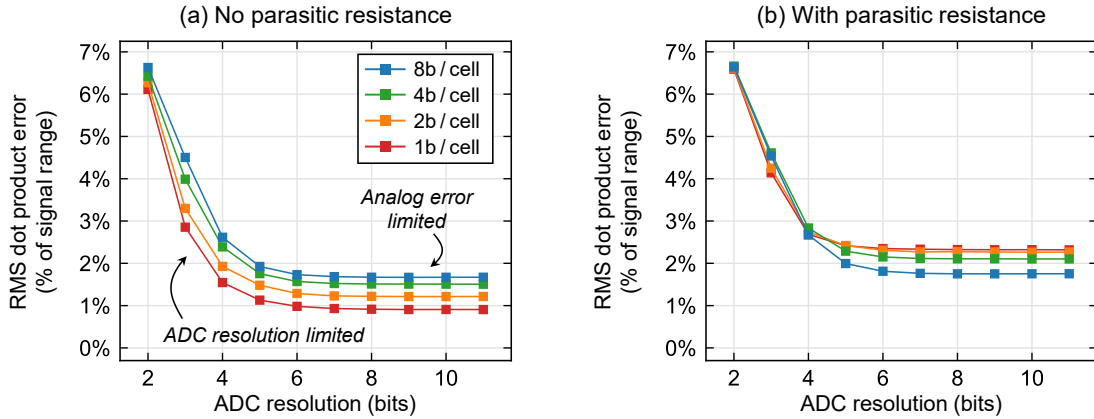 (a) No parasitic resistance
RMS dot product error
(% of signal range)
7%
6%
5%
4%
3%
2%
1%
0%
8b / cell
4b / cell
2b / cell
1b / cell
Analog error
limited
ADC resolution limited
2 4 6 8 10
ADC resolution (bits)
(b) With parasitic resistance
RMS dot product error
(% of signal range)
7%
6%
5%
4%
3%
2%
1%
0%
2 4 6 8 10
ADC resolution (bits)